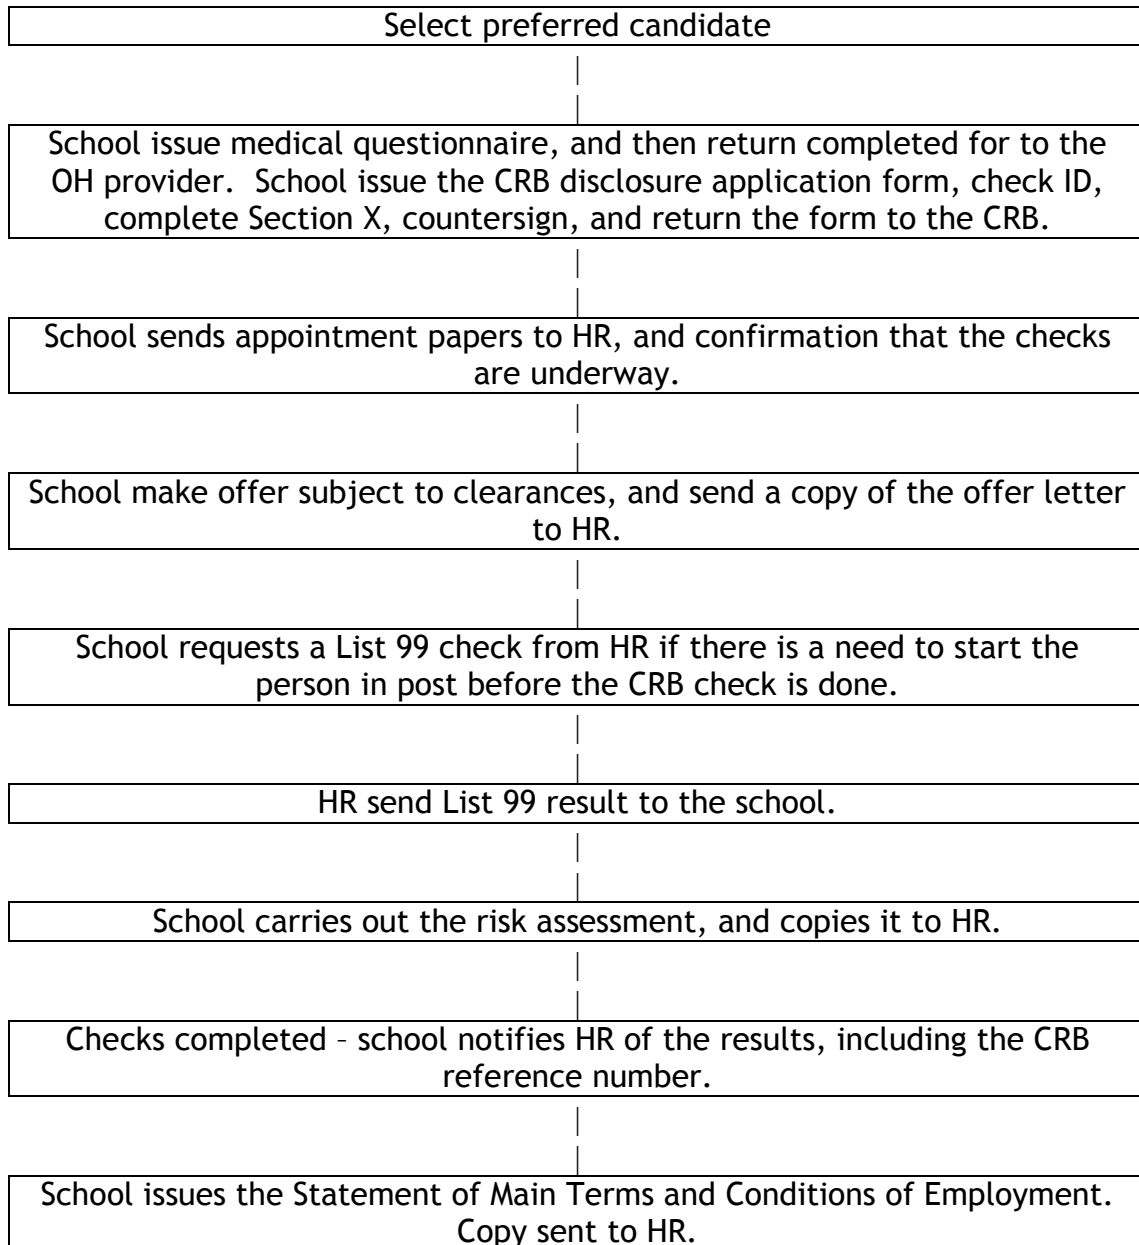 Select preferred candidate
School issue medical questionnaire, and then return completed for to the
OH provider.  School issue the CRB disclosure application form, check ID,
complete Section X, countersign, and return the form to the CRB.
School sends appointment papers to HR, and confirmation that the checks
are underway.
School make offer subject to clearances, and send a copy of the offer letter
to HR.
School requests a List 99 check from HR if there is a need to start the
person in post before the CRB check is done.
HR send List 99 result to the school.
School carries out the risk assessment, and copies it to HR.
Checks completed – school notifies HR of the results, including the CRB
reference number.
School issues the Statement of Main Terms and Conditions of Employment.
Copy sent to HR.